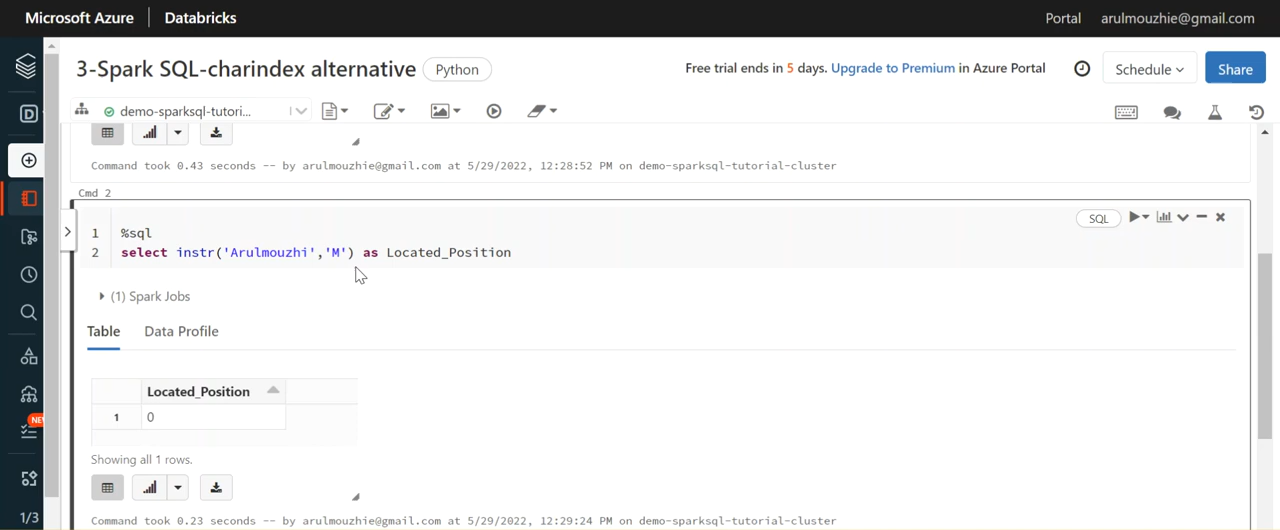 Microsoft Azure Databricks Portal arulmouzhie@gmail.com
3-Spark SQL-charindex alternative Python Free trial ends in 5 days. Upgrade to Premium in Azure Portal Schedule Share
demo-sparksql-tutori...
D
Command took 0.43 seconds -- by arulmouzhie@gmail.com at 5/29/2022, 12:28:52 PM on demo-sparksql-tutorial-cluster
Cmd 2
1 %sql SQL
2 select instr('Arulmouzhi','M') as Located_Position
(1) Spark Jobs
Table Data Profile
Located_Position
1 0
NEW
Showing all 1 rows.
1/3
Command took 0.23 seconds -- by arulmouzhie@gmail.com at 5/29/2022, 12:29:24 PM on demo-sparksql-tutorial-cluster